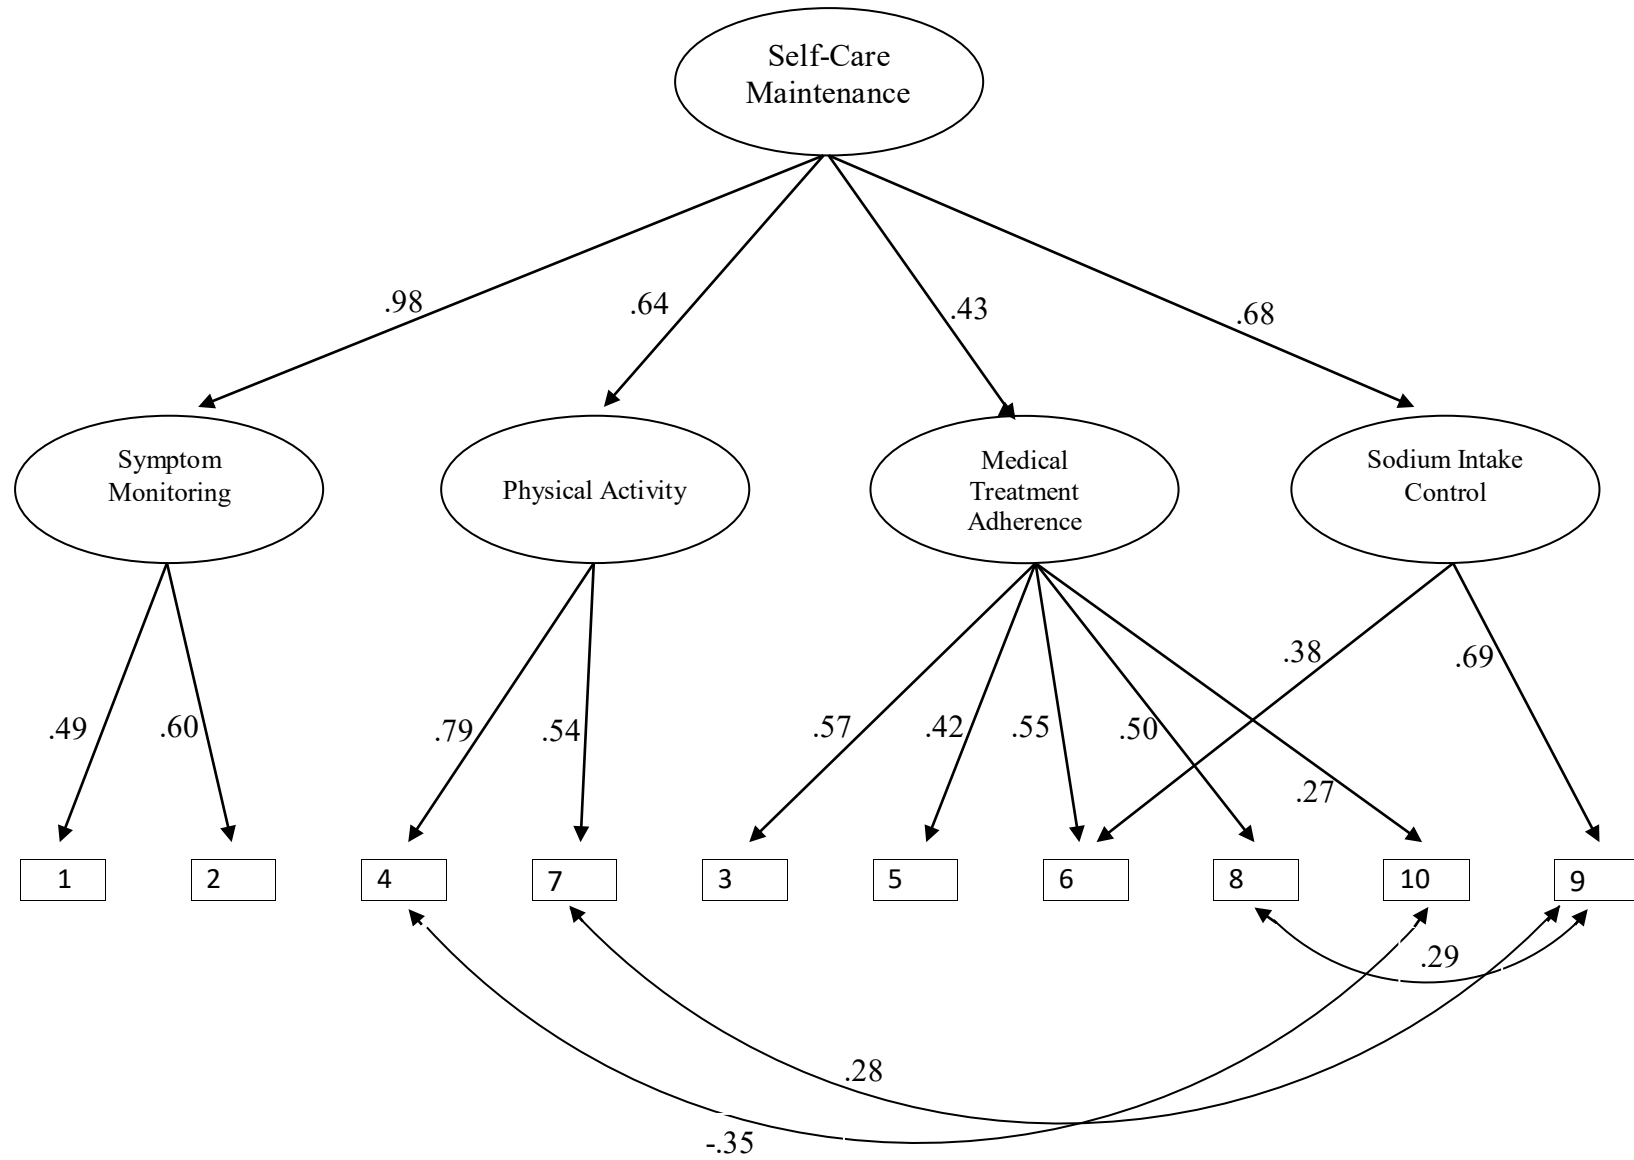 Self-Care
Maintenance
.98
.64
.43
.68
Symptom
Monitoring
Physical Activity
Medical
Treatment
Adherence
Sodium Intake
Control
.49
.60
.79
.54
.57
.42
.55
.50
.27
.38
.69
1
2
4
7
3
5
6
8
10
9
.29
.28
-.35